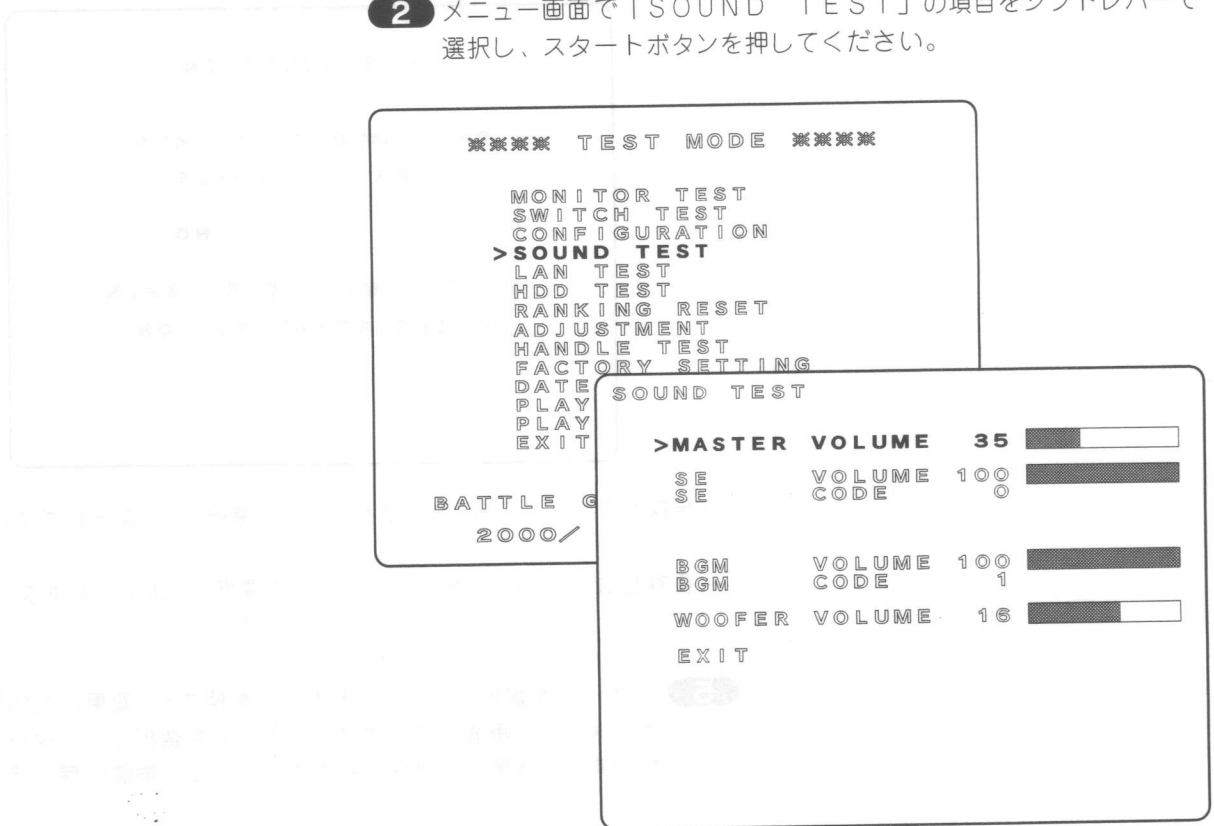 2 メニュー画面で「SOUND TEST」の項目をシフトレバーで
選択し、スタートボタンを押してください。
※※※※ TEST MODE ※※※※
MONITOR TEST
SWITCH TEST
CONFIGURATION
>SOUND TEST
LAN TEST
HDD TEST
RANKING RESET
ADJUSTMENT
HANDLE TEST
FACTORY SETTING
DATE
PLAY
PLAY
EXIT
BATTLE G
2000/
SOUND TEST
>MASTER VOLUME 35
SE VOLUME 100
SE CODE 0
BGM VOLUME 100
BGM CODE 1
WOOFER VOLUME 16
EXIT